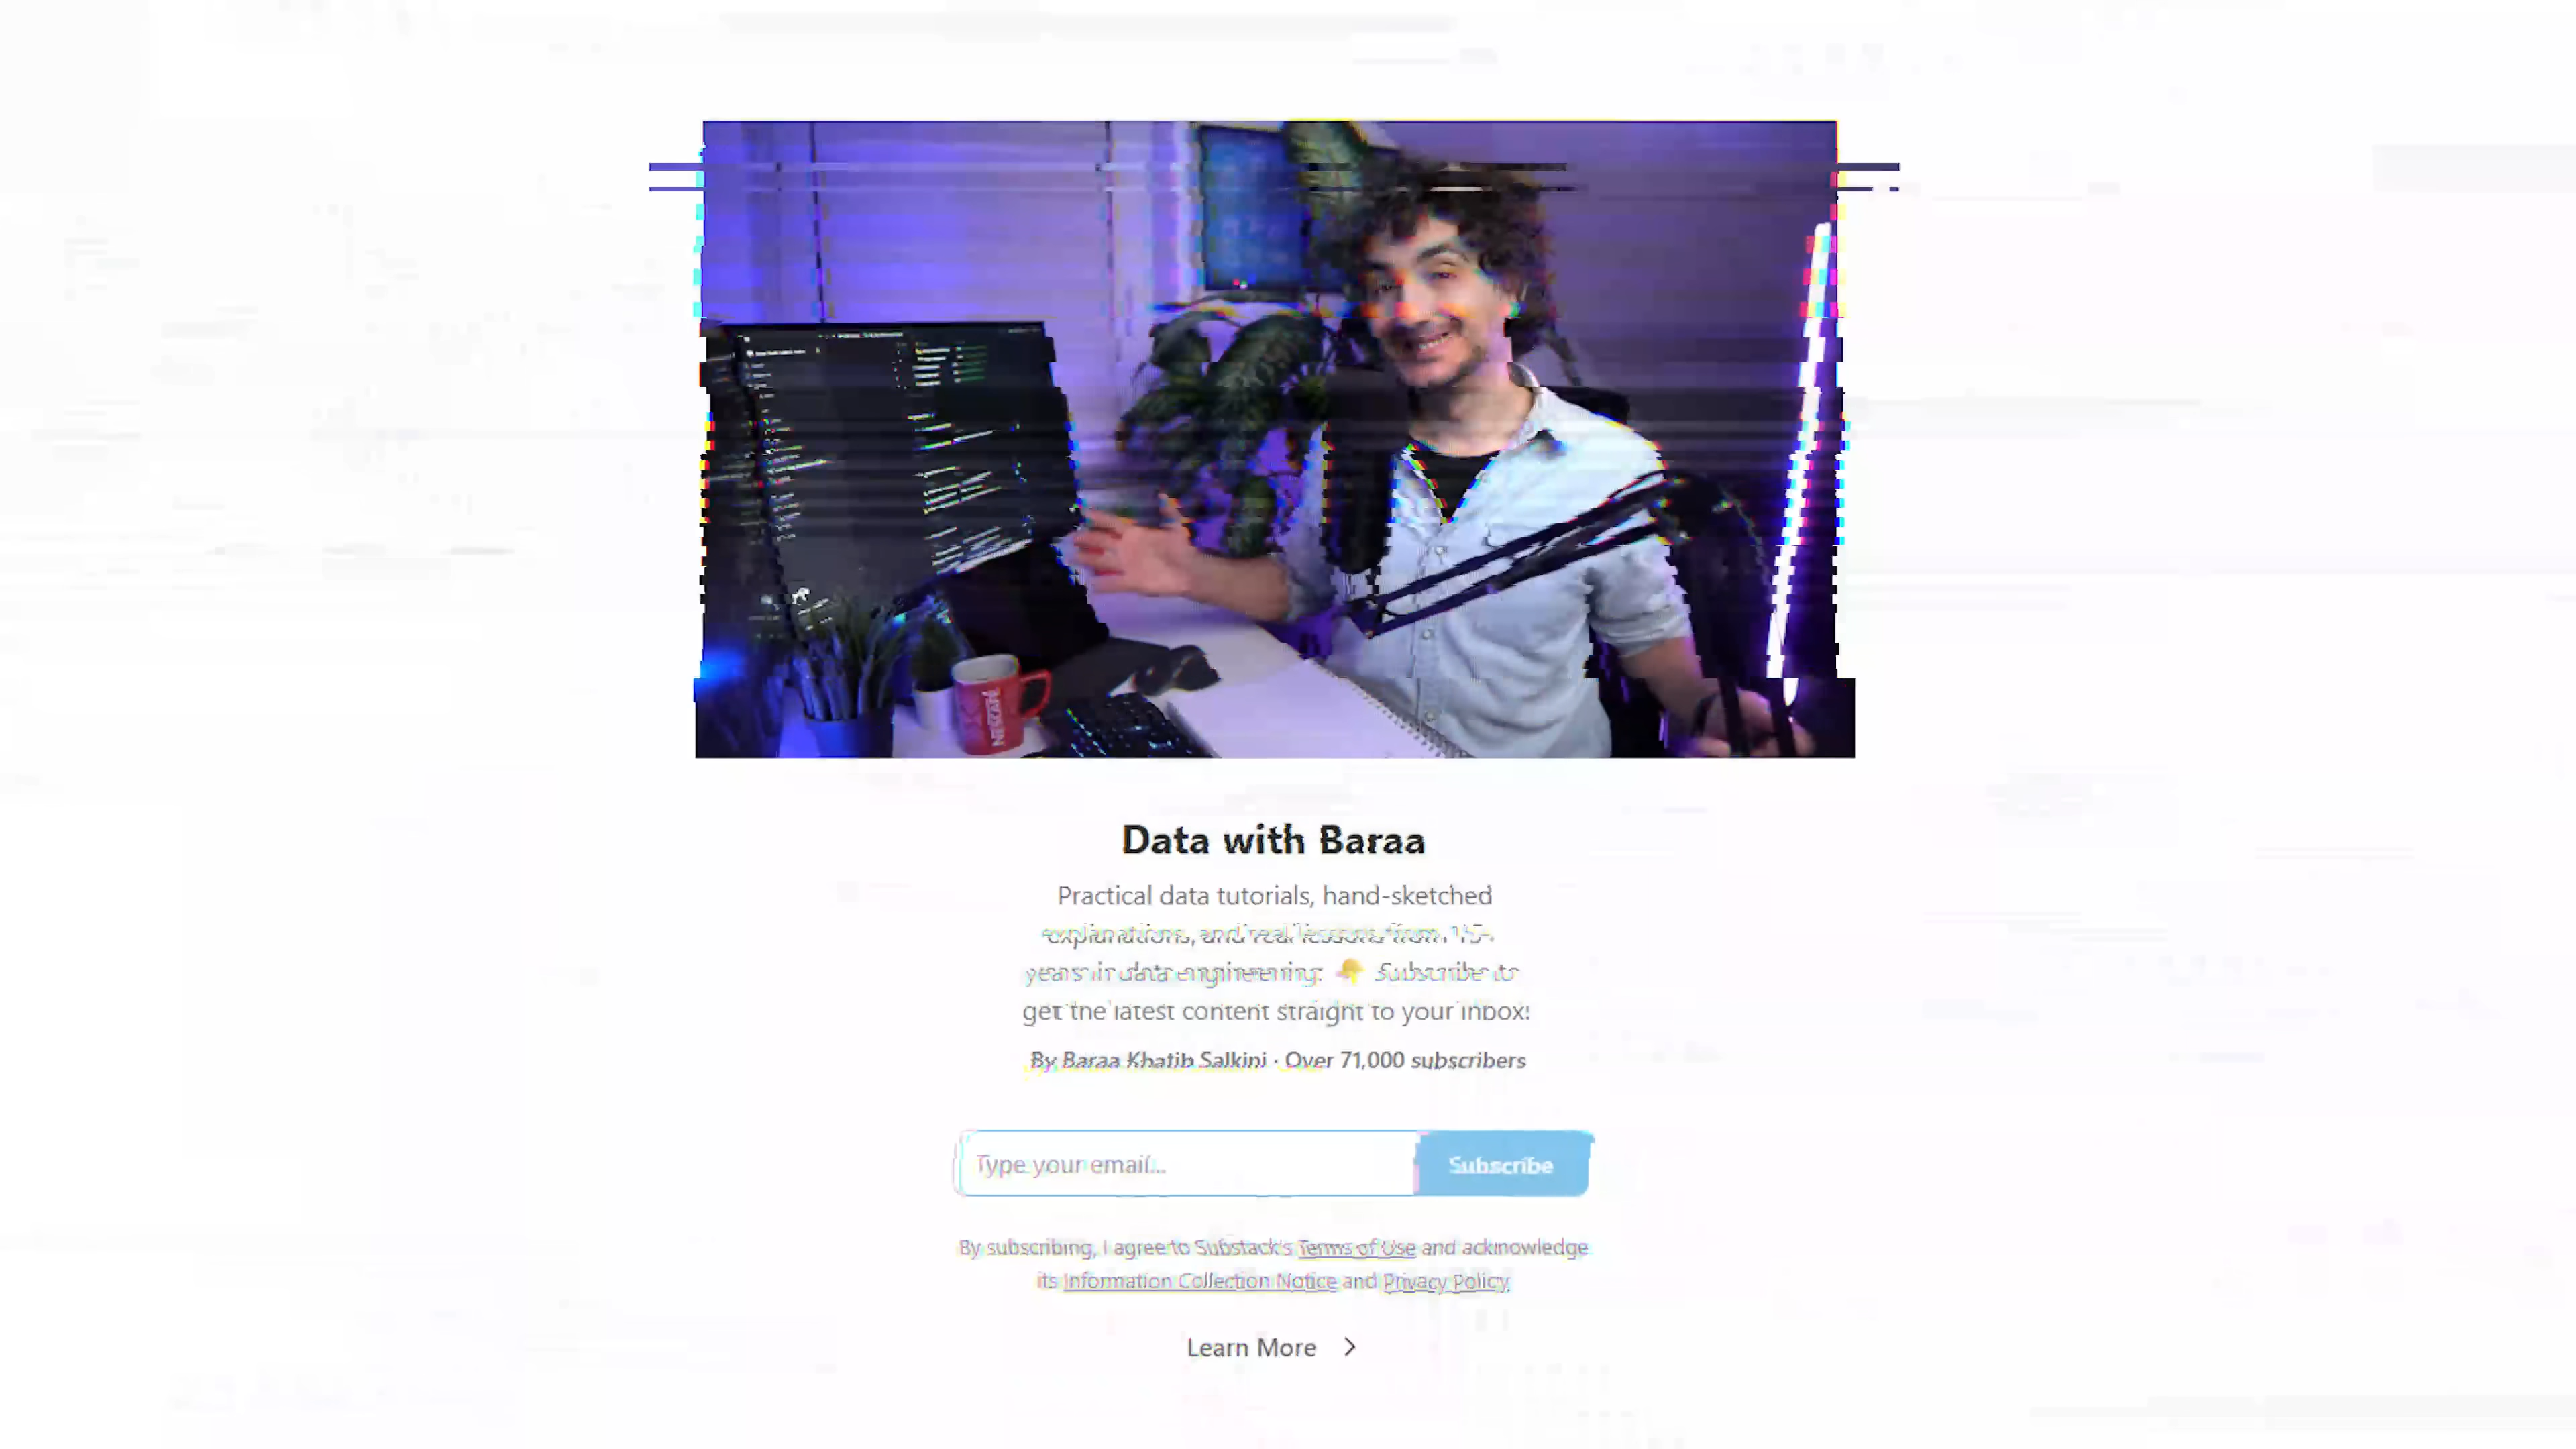 NESCAFÉ
Data with Baraa
Practical data tutorials, hand-sketched
explanations, and real lessons from 15+
years in data engineering. 👇 Subscribe to
get the latest content straight to your inbox!
By Baraa Khatib Salkini · Over 71,000 subscribers
Type your email...
Subscribe
By subscribing, I agree to Substack's Terms of Use and acknowledge
its Information Collection Notice and Privacy Policy
Learn More